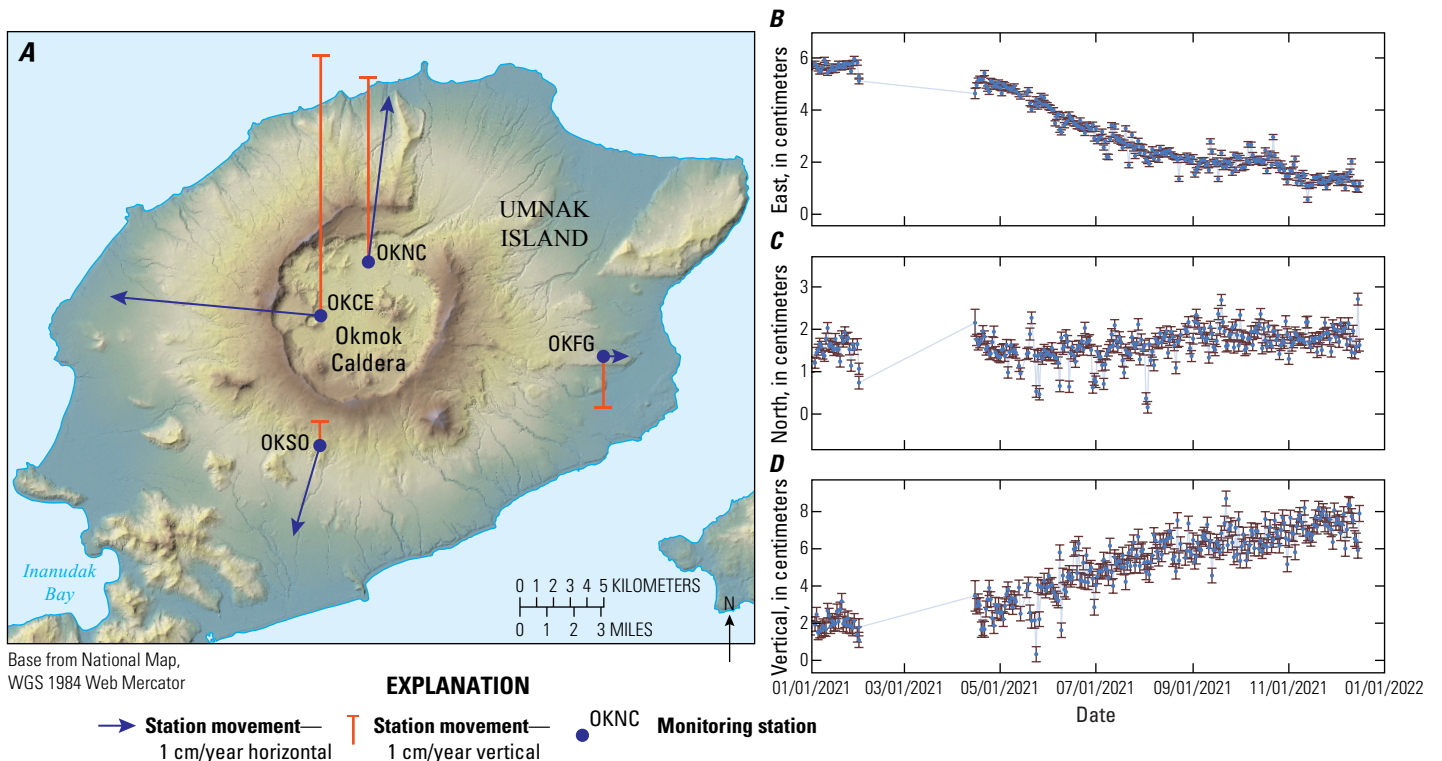 A
UMNAK
ISLAND
OKNC
OKCE
Okmok
Caldera
OKFG
OKSO
Inanudak
Bay
0 1 2 3 4 5 KILOMETERS
0 1 2 3 MILES
N
Base from National Map,
WGS 1984 Web Mercator
EXPLANATION
Station movement—
1 cm/year horizontal
Station movement—
1 cm/year vertical
OKNC
Monitoring station
B
East, in centimeters
6
4
2
0
C
North, in centimeters
3
2
1
0
D
Vertical, in centimeters
8
6
4
2
0
01/01/2021 03/01/2021 05/01/2021 07/01/2021 09/01/2021 11/01/2021 01/01/2022
Date